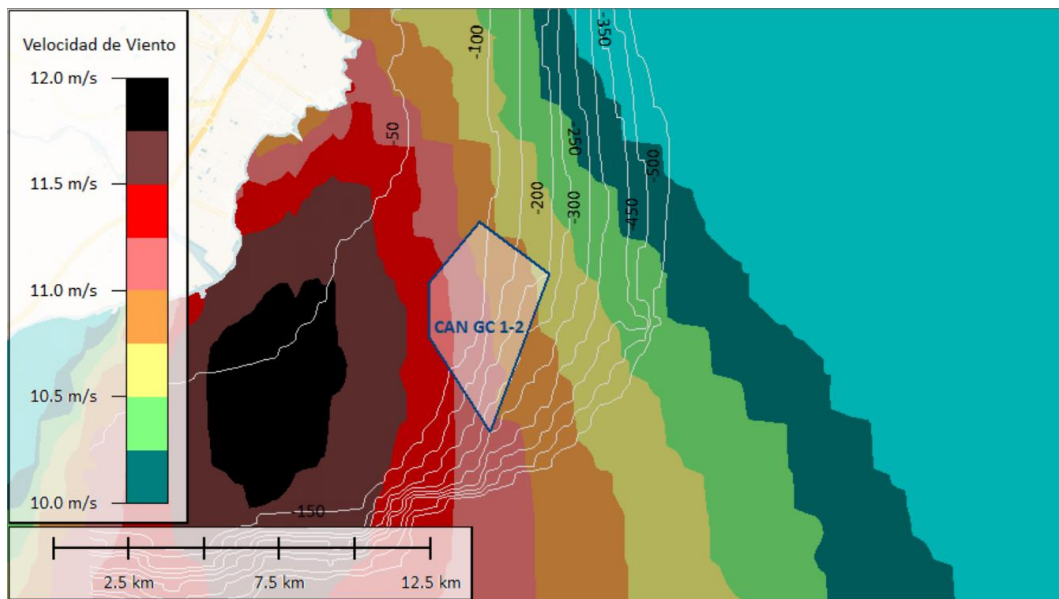 Velocidad de Viento
12.0 m/s
11.5 m/s
11.0 m/s
10.5 m/s
10.0 m/s
-50
-100
-350
-250
-500
-200
-300
-450
CAN GC 1-2
-150
2.5 km
7.5 km
12.5 km